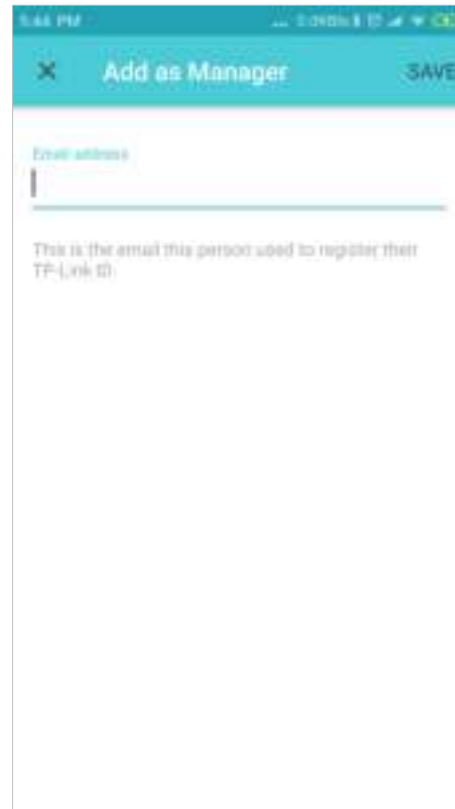 5:44 PM
Add as Manager
SAVE
Email address
This is the email this person used to register their
TP-Link ID